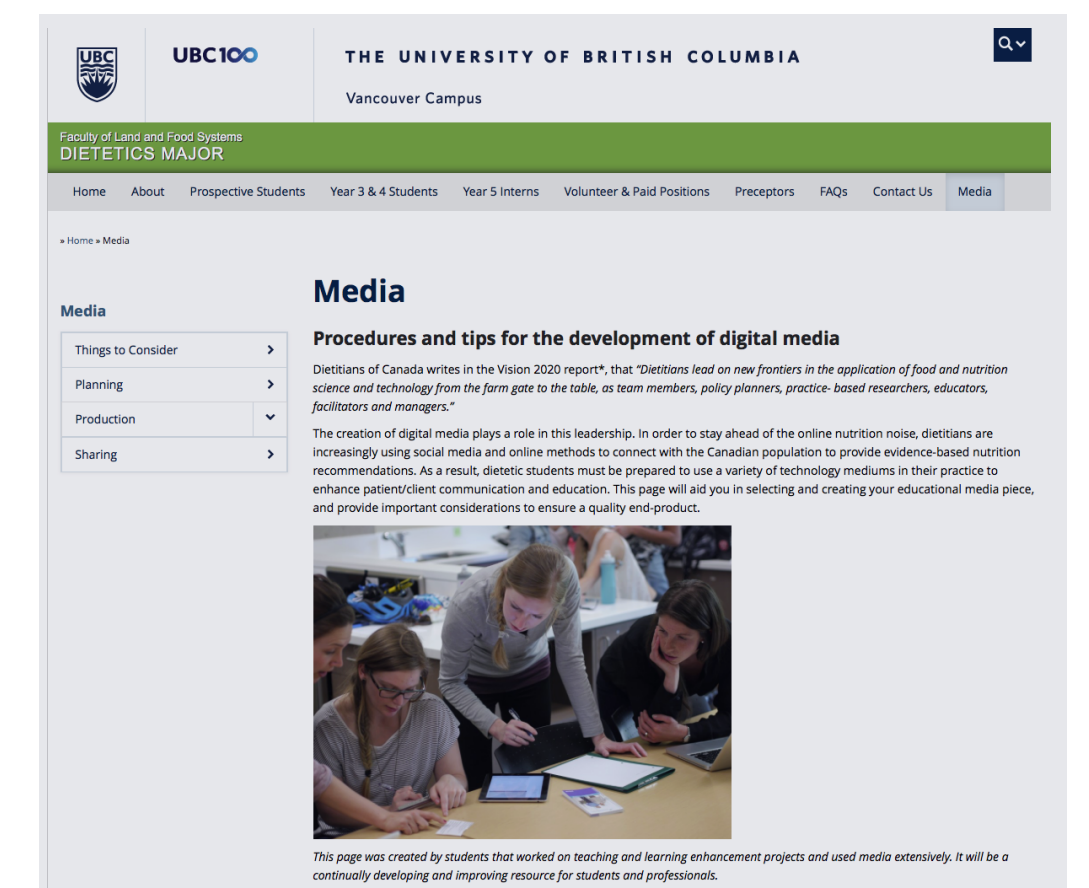 UBC
UBC100
THE UNIVERSITY OF BRITISH COLUMBIA
Vancouver Campus
Faculty of Land and Food Systems
DIETETICS MAJOR
Home About Prospective Students Year 3 & 4 Students Year 5 Interns Volunteer & Paid Positions Preceptors FAQs Contact Us Media
» Home » Media
Media
Things to Consider
Planning
Production
Sharing
Media
Procedures and tips for the development of digital media
Dietitians of Canada writes in the Vision 2020 report*, that “Dietitians lead on new frontiers in the application of food and nutrition
science and technology from the farm gate to the table, as team members, policy planners, practice- based researchers, educators,
facilitators and managers.”
The creation of digital media plays a role in this leadership. In order to stay ahead of the online nutrition noise, dietitians are
increasingly using social media and online methods to connect with the Canadian population to provide evidence-based nutrition
recommendations. As a result, dietetic students must be prepared to use a variety of technology mediums in their practice to
enhance patient/client communication and education. This page will aid you in selecting and creating your educational media piece,
and provide important considerations to ensure a quality end-product.
This page was created by students that worked on teaching and learning enhancement projects and used media extensively. It will be a
continually developing and improving resource for students and professionals.